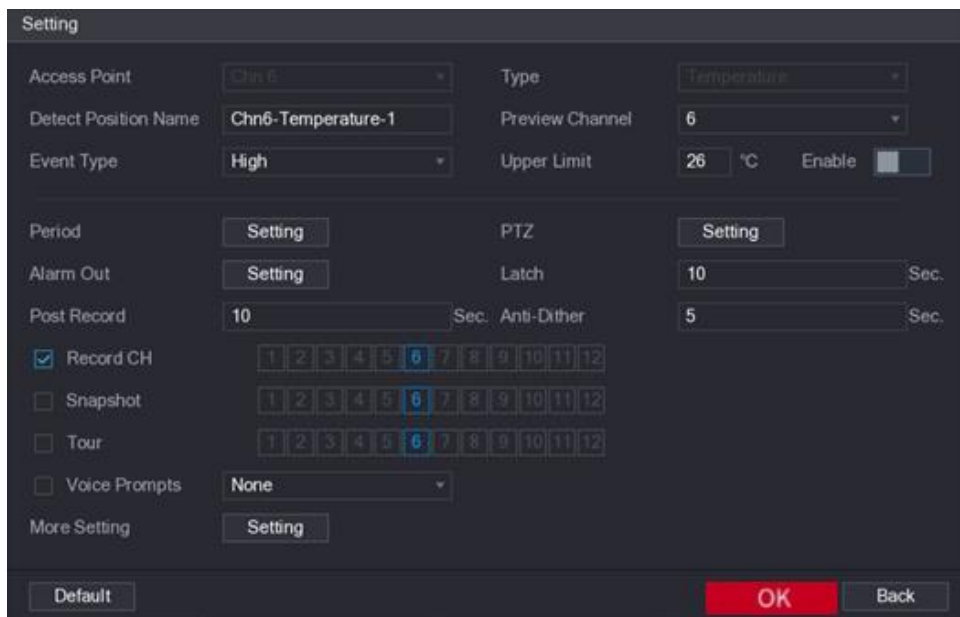 Setting
Access Point Chn 6 Type Temperature
Detect Position Name Chn6-Temperature-1 Preview Channel 6
Event Type High Upper Limit 26 °C Enable
Period Setting PTZ Setting
Alarm Out Setting Latch 10 Sec.
Post Record 10 Sec. Anti-Dither 5 Sec.
Record CH 1 2 3 4 5 6 7 8 9 10 11 12
Snapshot 1 2 3 4 5 6 7 8 9 10 11 12
Tour 1 2 3 4 5 6 7 8 9 10 11 12
Voice Prompts None
More Setting Setting
Default OK Back